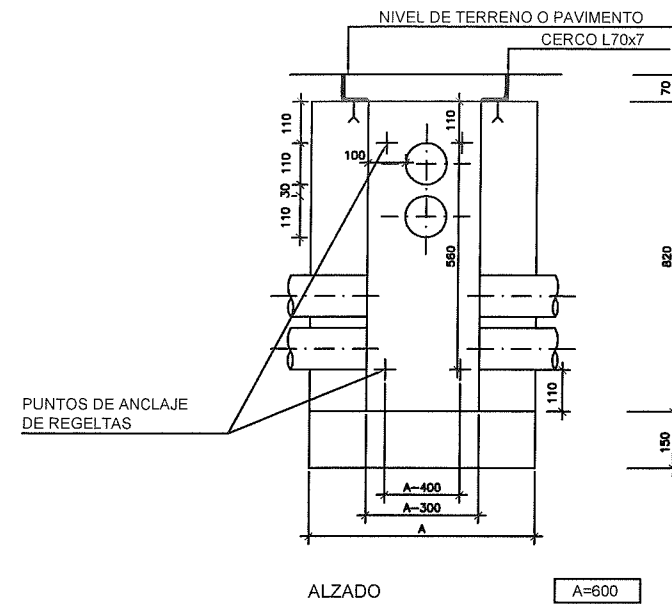 NIVEL DE TERRENO O PAVIMENTO
CERCO L70x7
70
110
110
100
110
30
110
560
820
110
PUNTOS DE ANCLAJE
DE REGELTAS
150
A-400
A-300
A
ALZADO
A=600